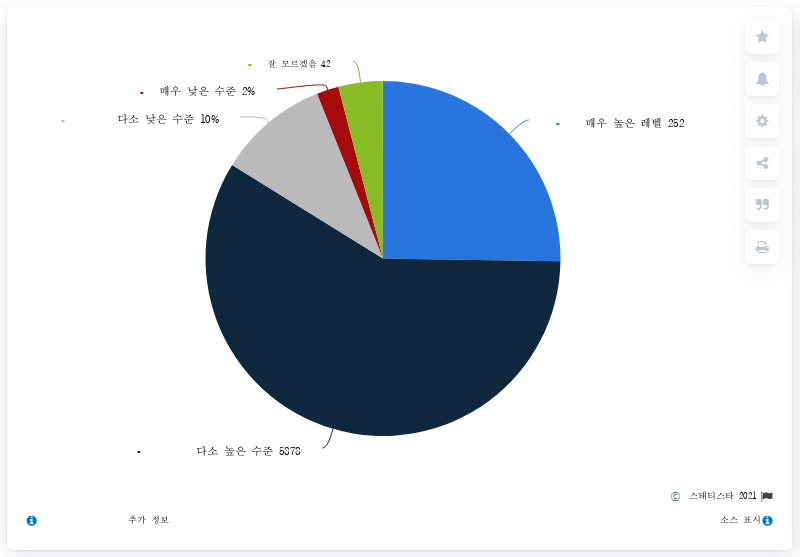 잘 모르겠음 42
매우 낮은 수준 2%
다소 낮은 수준 10%
매우 높은 레벨 252
다소 높은 수준 5878
© 스태티스타 2021
추가 정보
소스 표시